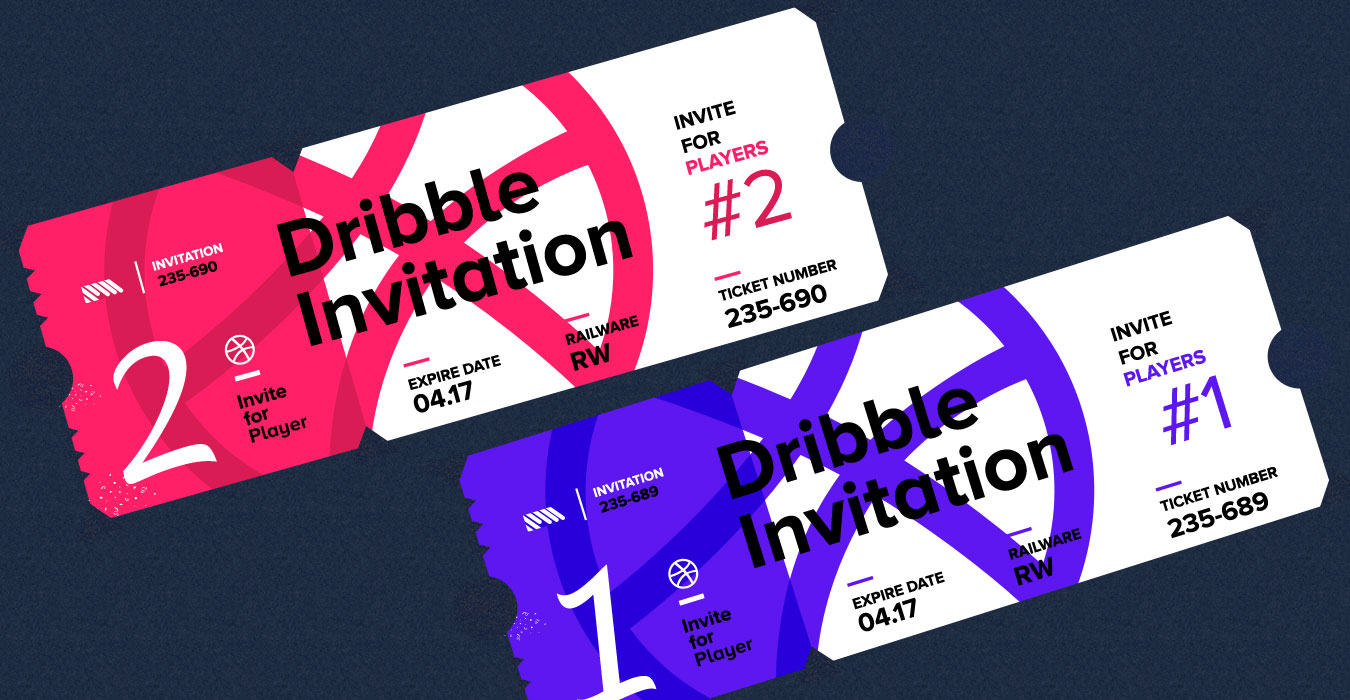 INVITATION
235-690
2
Invite
for
Player
Dribble
Invitation
EXPIRE DATE
04.17
RAILWARE
RW
INVITE
FOR
PLAYERS
#2
TICKET NUMBER
235-690
INVITATION
235-689
1
Invite
for
Player
Dribble
Invitation
EXPIRE DATE
04.17
RAILWARE
RW
INVITE
FOR
PLAYERS
#1
TICKET NUMBER
235-689